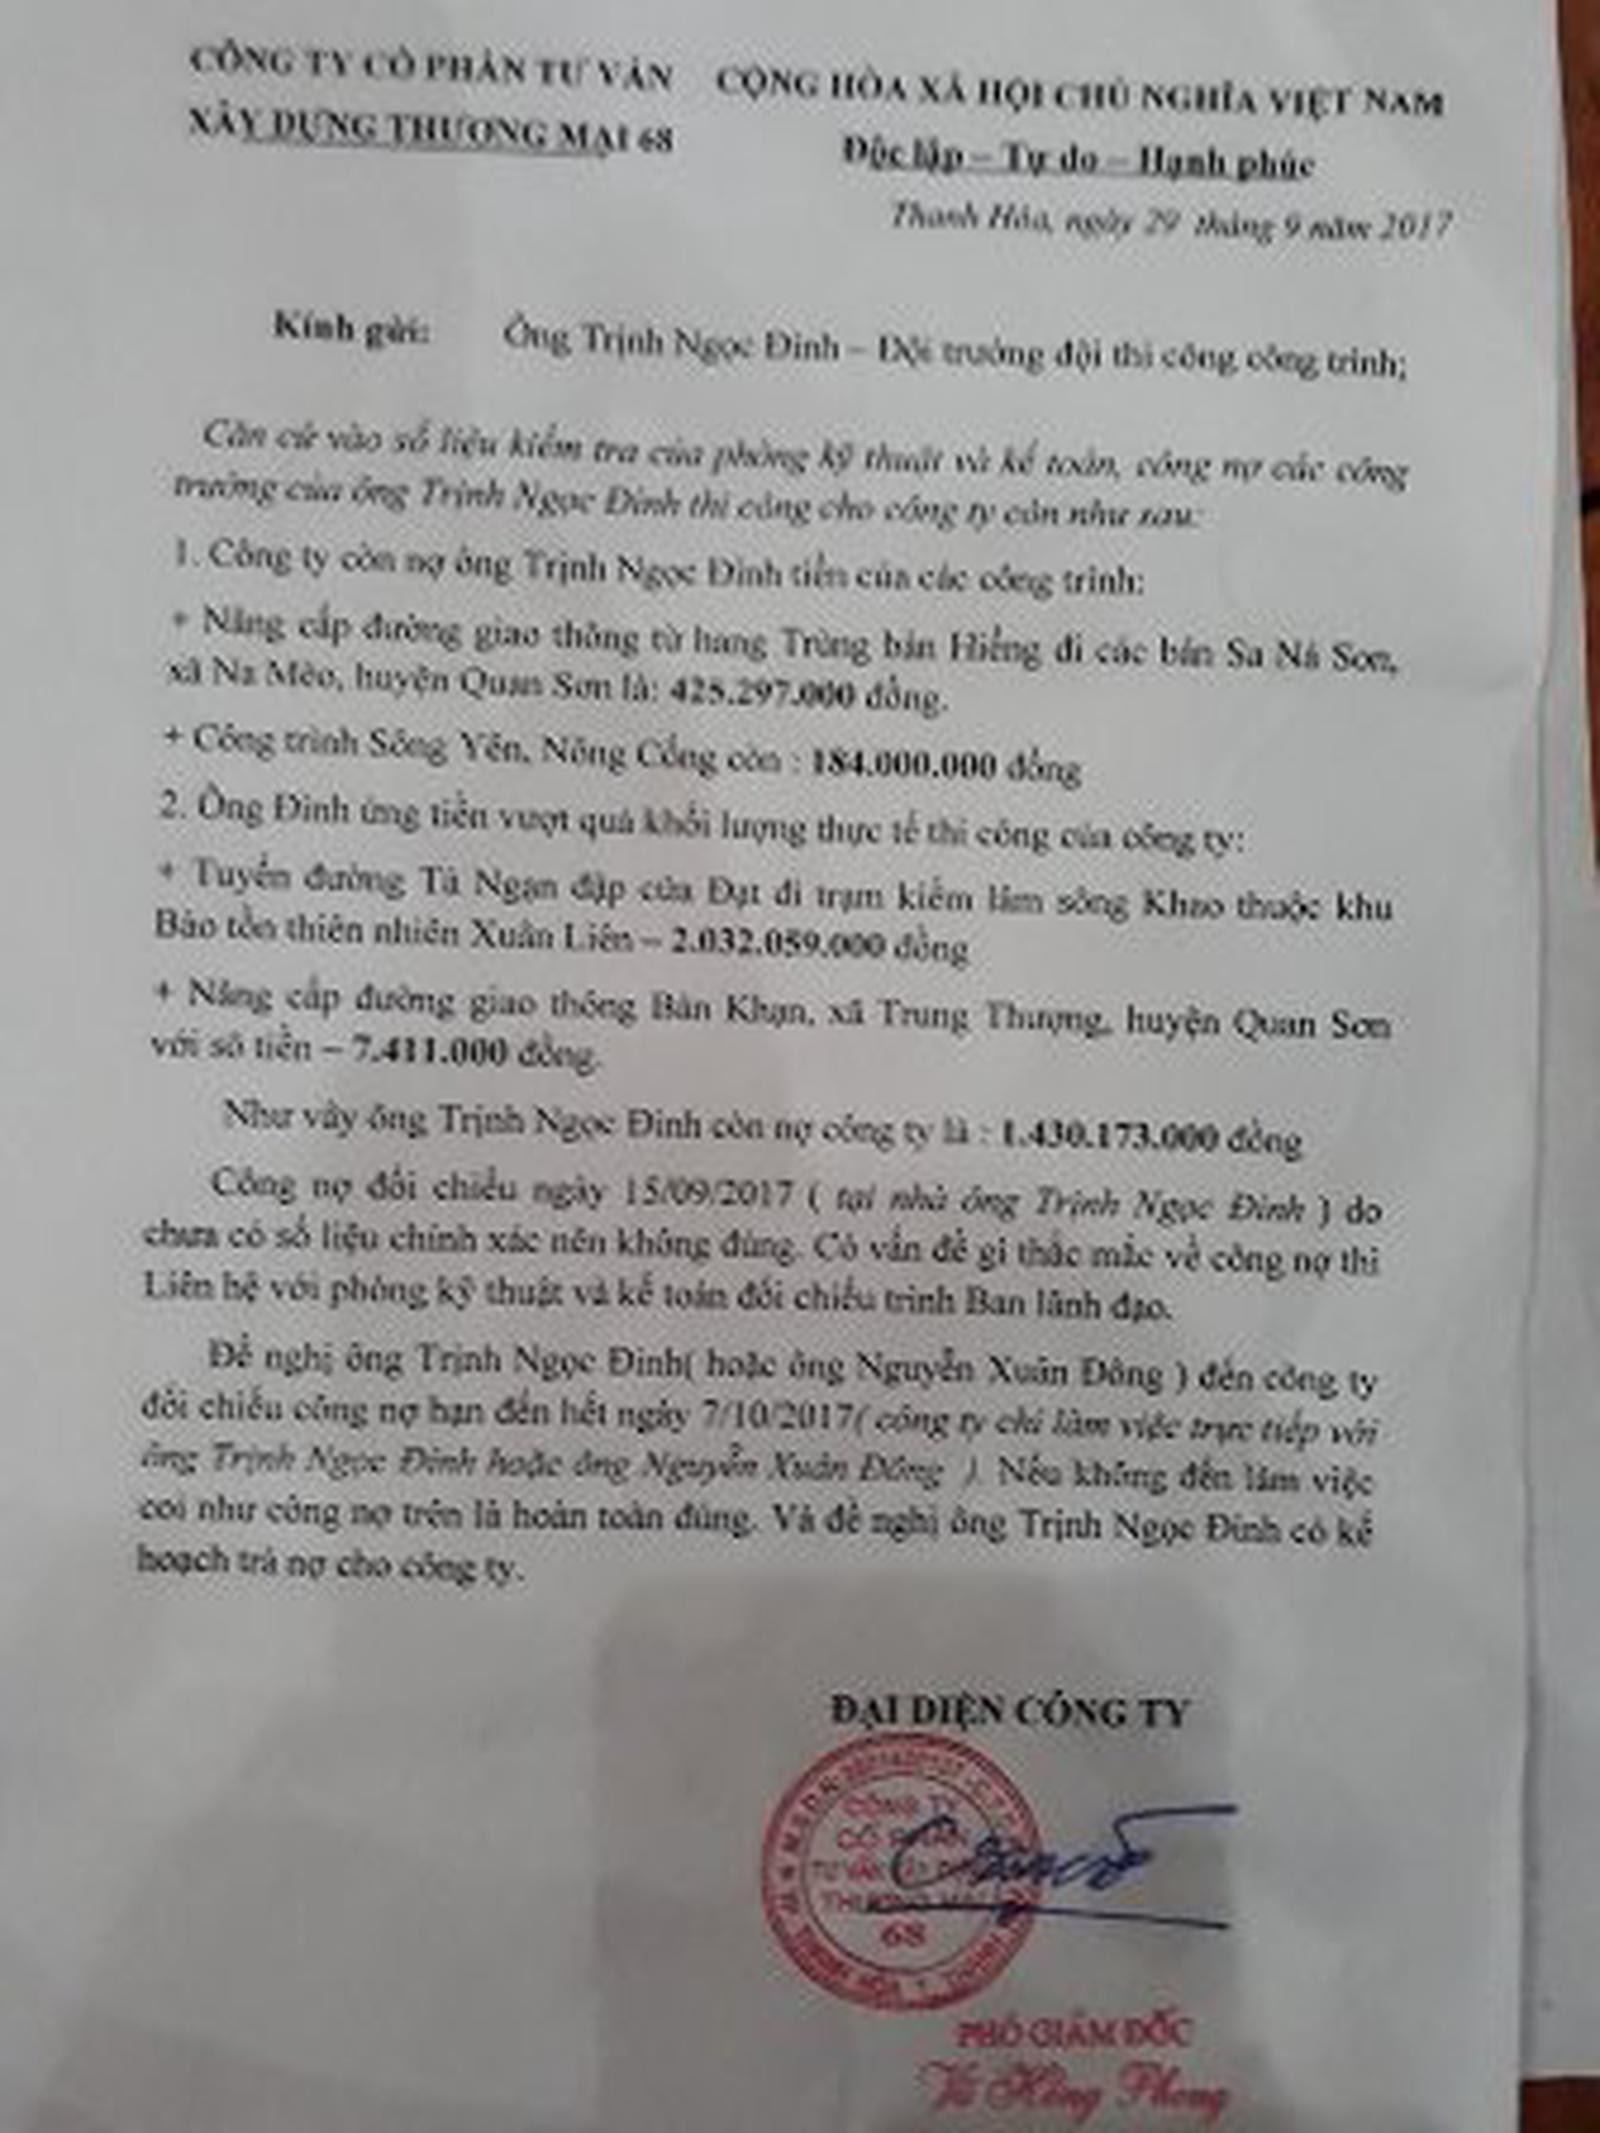 CÔNG TY CỔ PHẦN TƯ VẤN
XÂY DỰNG THƯƠNG MẠI 68
CỘNG HÒA XÃ HỘI CHỦ NGHĨA VIỆT NAM
Độc lập – Tự do – Hạnh phúc
Thanh Hóa, ngày 29 tháng 9 năm 2017
Kính gửi: Ông Trịnh Ngọc Đình – Đội trưởng đội thi công công trình;
Căn cứ vào số liệu kiểm tra của phòng kỹ thuật và kế toán, công nợ các công
trường của ông Trịnh Ngọc Đình thi công cho công ty còn như sau:
1. Công ty còn nợ ông Trịnh Ngọc Đình tiền của các công trình:
+ Nâng cấp đường giao thông từ hang Trùng bản Hiềng đi các bản Sa Ná Son,
xã Na Mèo, huyện Quan Sơn là: 425.297.000 đồng.
+ Công trình Sông Yên, Nông Cống còn : 184.000.000 đồng
2. Ông Đình ứng tiền vượt quá khối lượng thực tế thi công của công ty:
+ Tuyến đường Tả Ngạn đập cửa Đạt đi trạm kiểm lâm sông Khao thuộc khu
Bảo tồn thiên nhiên Xuân Liên – 2.032.059.000 đồng
+ Nâng cấp đường giao thông Bản Khạn, xã Trung Thượng, huyện Quan Sơn
với số tiền – 7.411.000 đồng.
Như vậy ông Trịnh Ngọc Đình còn nợ công ty là : 1.430.173.000 đồng
Công nợ đối chiếu ngày 15/09/2017 ( tại nhà ông Trịnh Ngọc Đình ) do
chưa có số liệu chính xác nên không đúng. Có vấn đề gì thắc mắc về công nợ thì
Liên hệ với phòng kỹ thuật và kế toán đối chiếu trình Ban lãnh đạo.
Đề nghị ông Trịnh Ngọc Đình( hoặc ông Nguyễn Xuân Đông ) đến công ty
đối chiếu công nợ hạn đến hết ngày 7/10/2017( công ty chỉ làm việc trực tiếp với
ông Trịnh Ngọc Đình hoặc ông Nguyễn Xuân Đông ). Nếu không đến làm việc
coi như công nợ trên là hoàn toàn đúng. Và đề nghị ông Trịnh Ngọc Đình có kế
hoạch trả nợ cho công ty.
ĐẠI DIỆN CÔNG TY
CÔNG TY
CỔ PHẦN
THƯƠNG MẠI
68
PHÓ GIÁM ĐỐC
Hồng Phong